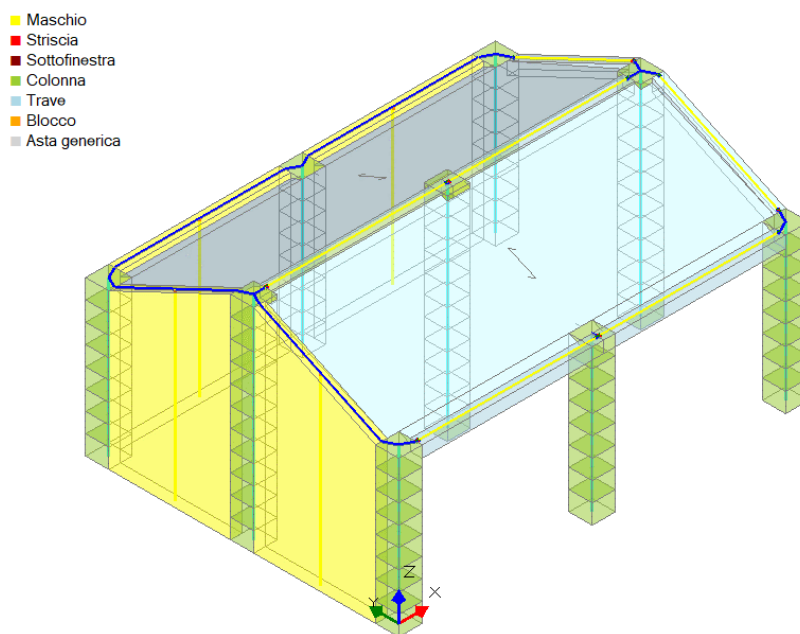 Maschio
Striscia
Sottofinestra
Colonna
Trave
Blocco
Asta generica
Z
X
Y